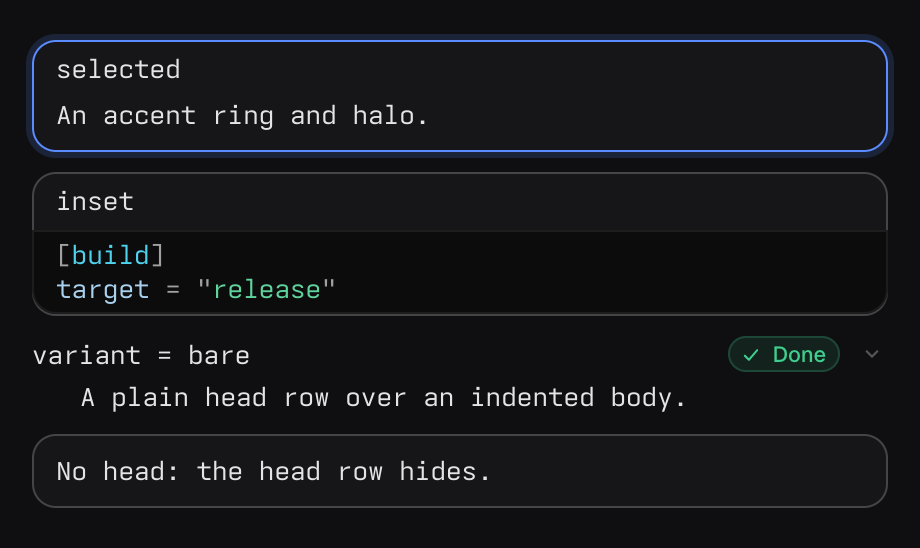 selected
An accent ring and halo.
inset
[build]
target = "release"
variant = bare
Done
A plain head row over an indented body.
No head: the head row hides.